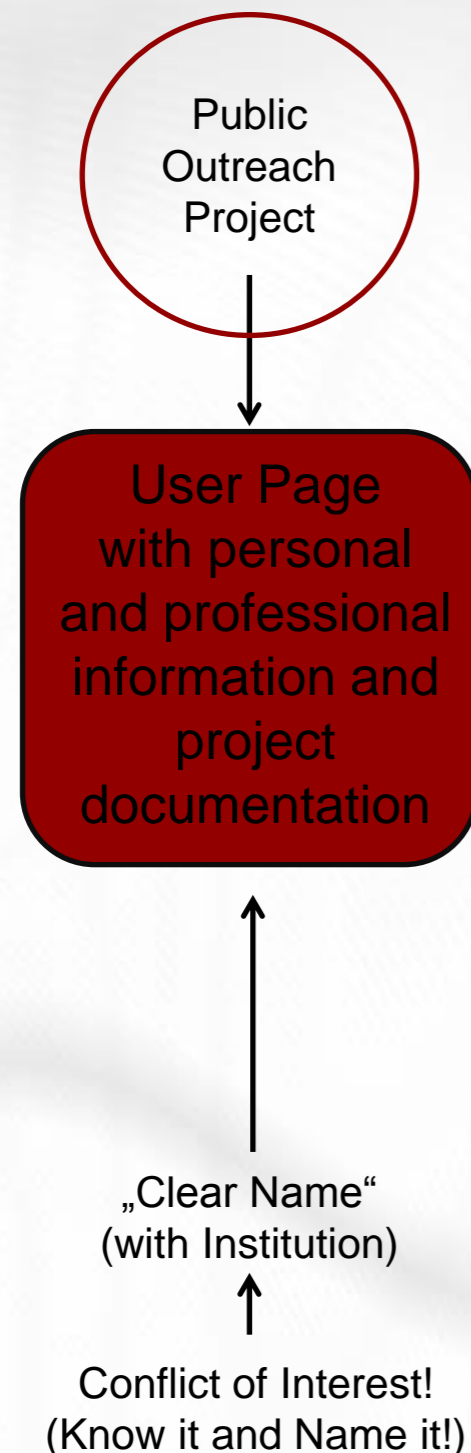 Public
Outreach
Project
User Page
with personal
and professional
information and
project
documentation
„Clear Name“
(with Institution)
Conflict of Interest!
(Know it and Name it!)